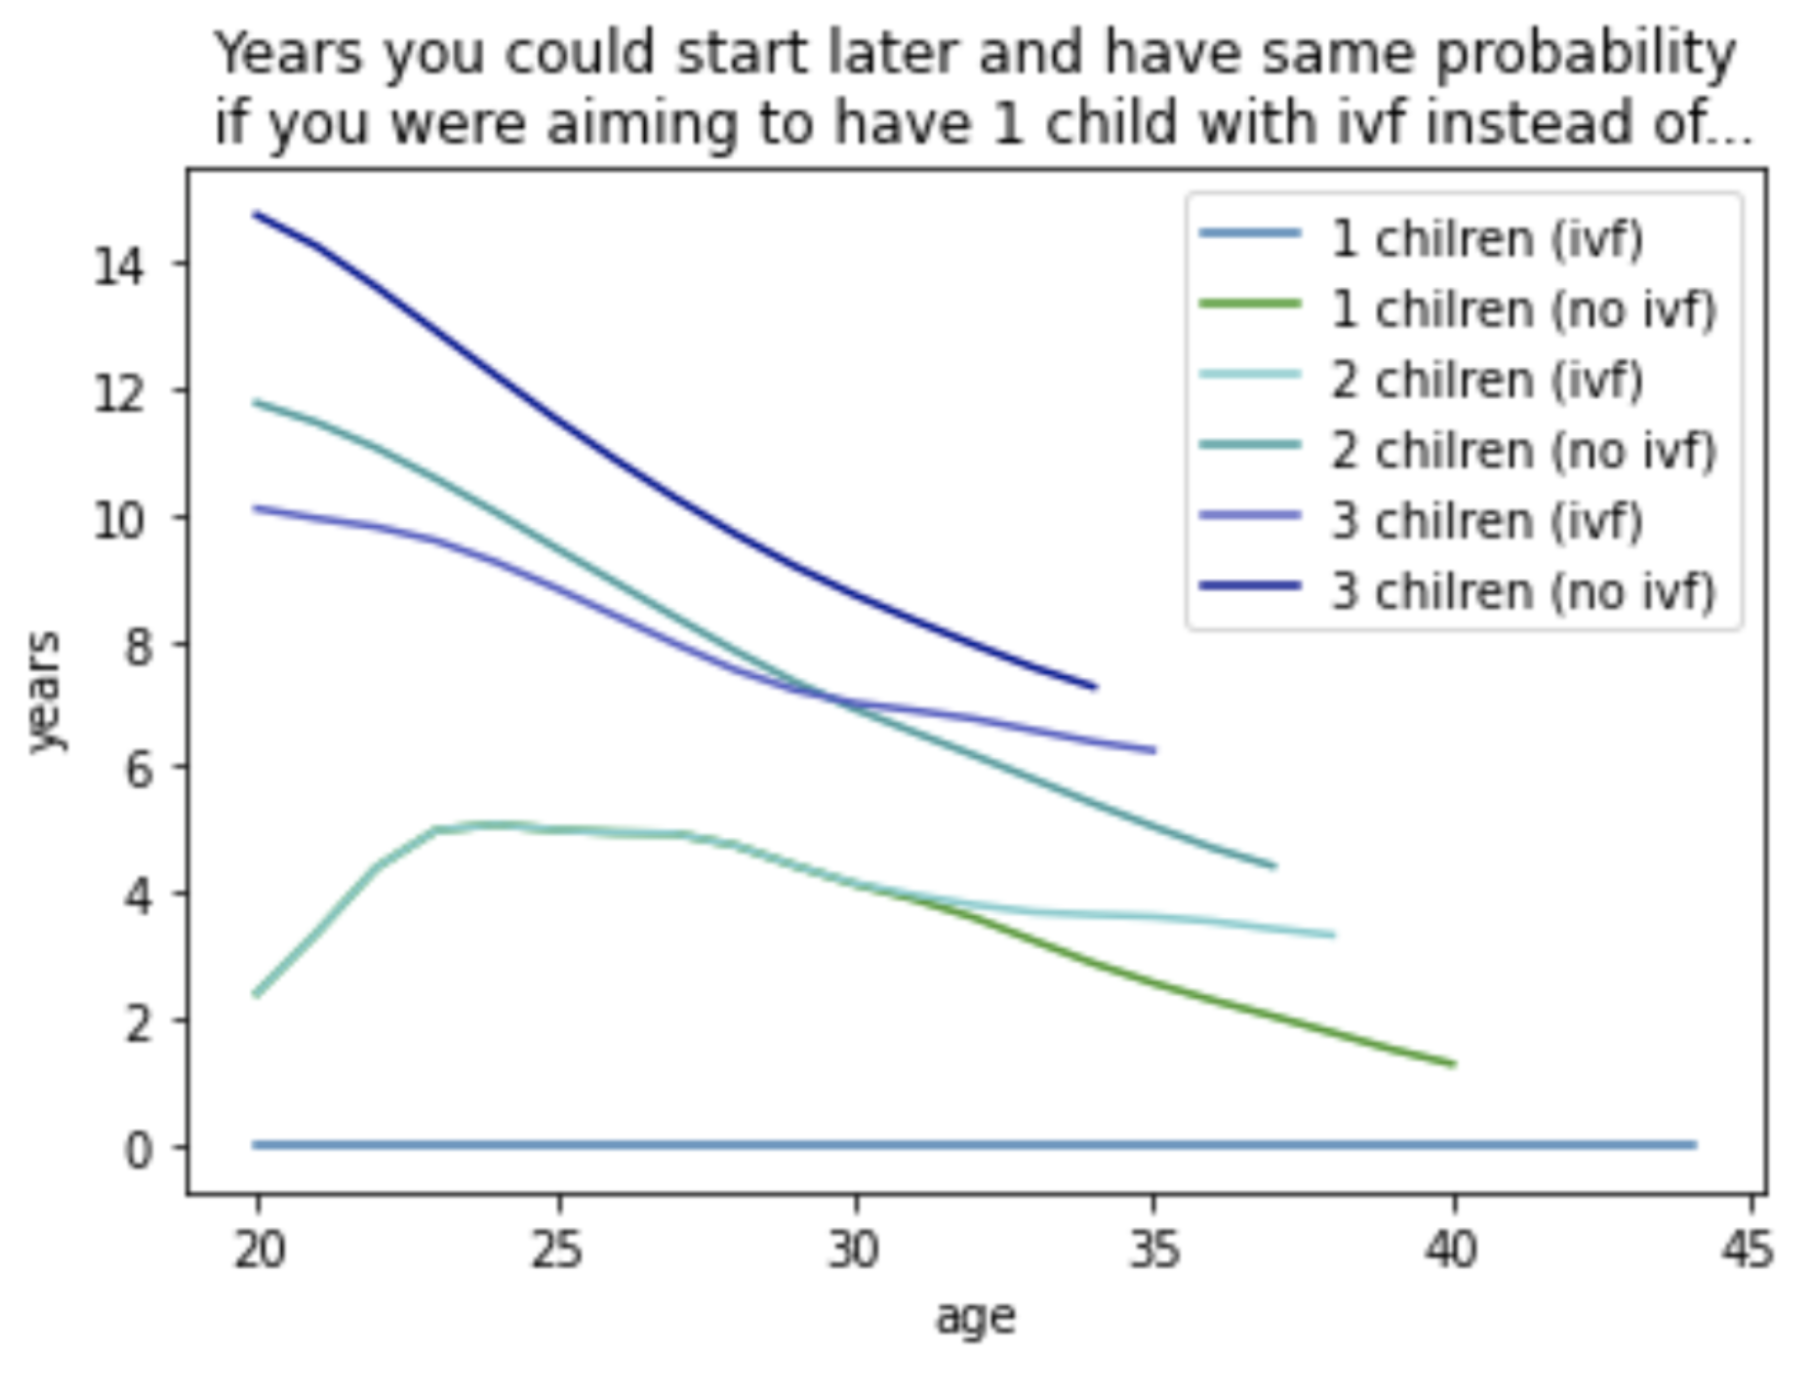 Years you could start later and have same probability
if you were aiming to have 1 child with ivf instead of...
1 chilren (ivf)
1 chilren (no ivf)
2 chilren (ivf)
2 chilren (no ivf)
3 chilren (ivf)
3 chilren (no ivf)
14
12
10
8
6
4
2
0
years
20 25 30 35 40 45
age